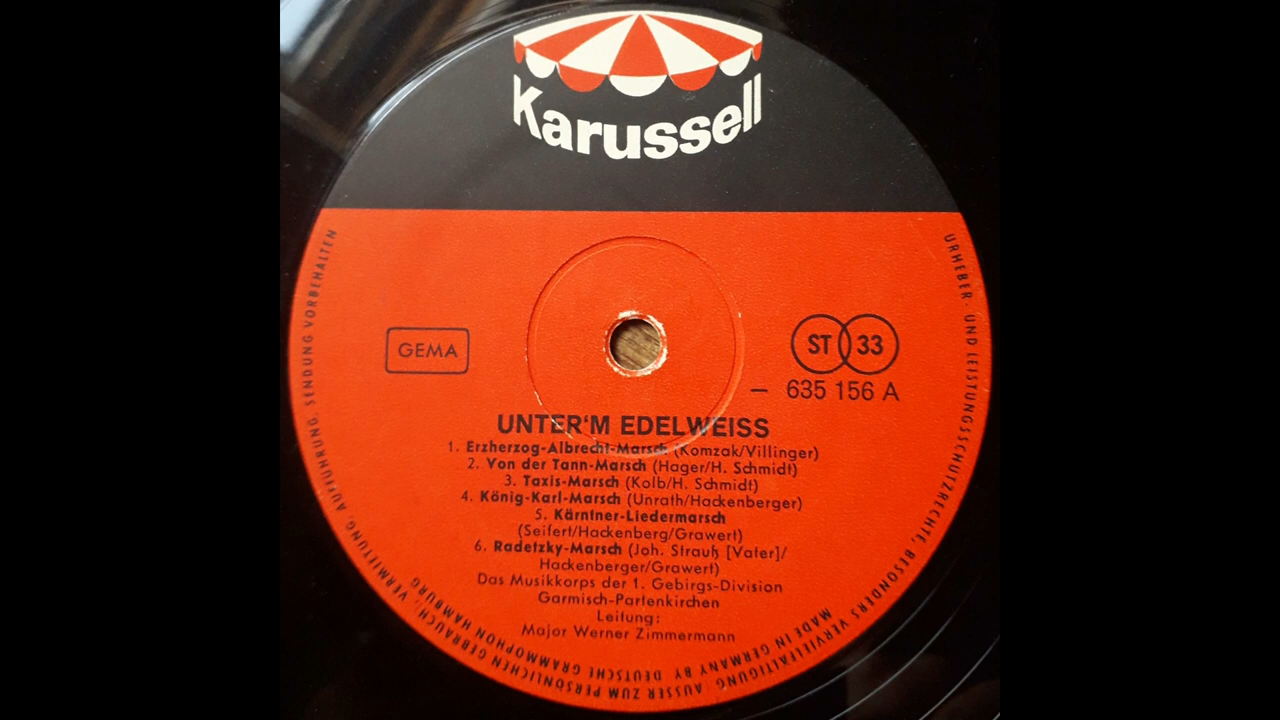 Karussell
GEMA
ST 33
– 635 156 A
UNTER'M EDELWEISS
1. Erzherzog-Albrecht-Marsch (Komzak/Villinger)
2. Von der Tann-Marsch (Hager/H. Schmidt)
3. Taxis-Marsch (Kolb/H. Schmidt)
4. König-Karl-Marsch (Unrath/Hackenberger)
5. Kärntner-Liedermarsch
(Seifert/Hackenberg/Grawert)
6. Radetzky-Marsch (Joh. Strauß [Vater]/
Hackenberger/Grawert)
Das Musikkorps der 1. Gebirgs-Division
Garmisch-Partenkirchen
Leitung:
Major Werner Zimmermann
URHEBER- UND LEISTUNGSSCHUTZRECHTE, BESONDERS VERVIELFÄLTIGUNG, AUSSER ZUM PERSÖNLICHEN GEBRAUCH, VERMIETUNG, AUFFÜHRUNG, SENDUNG VORBEHALTEN
MADE IN GERMANY BY DEUTSCHE GRAMMOPHON HAMBURG